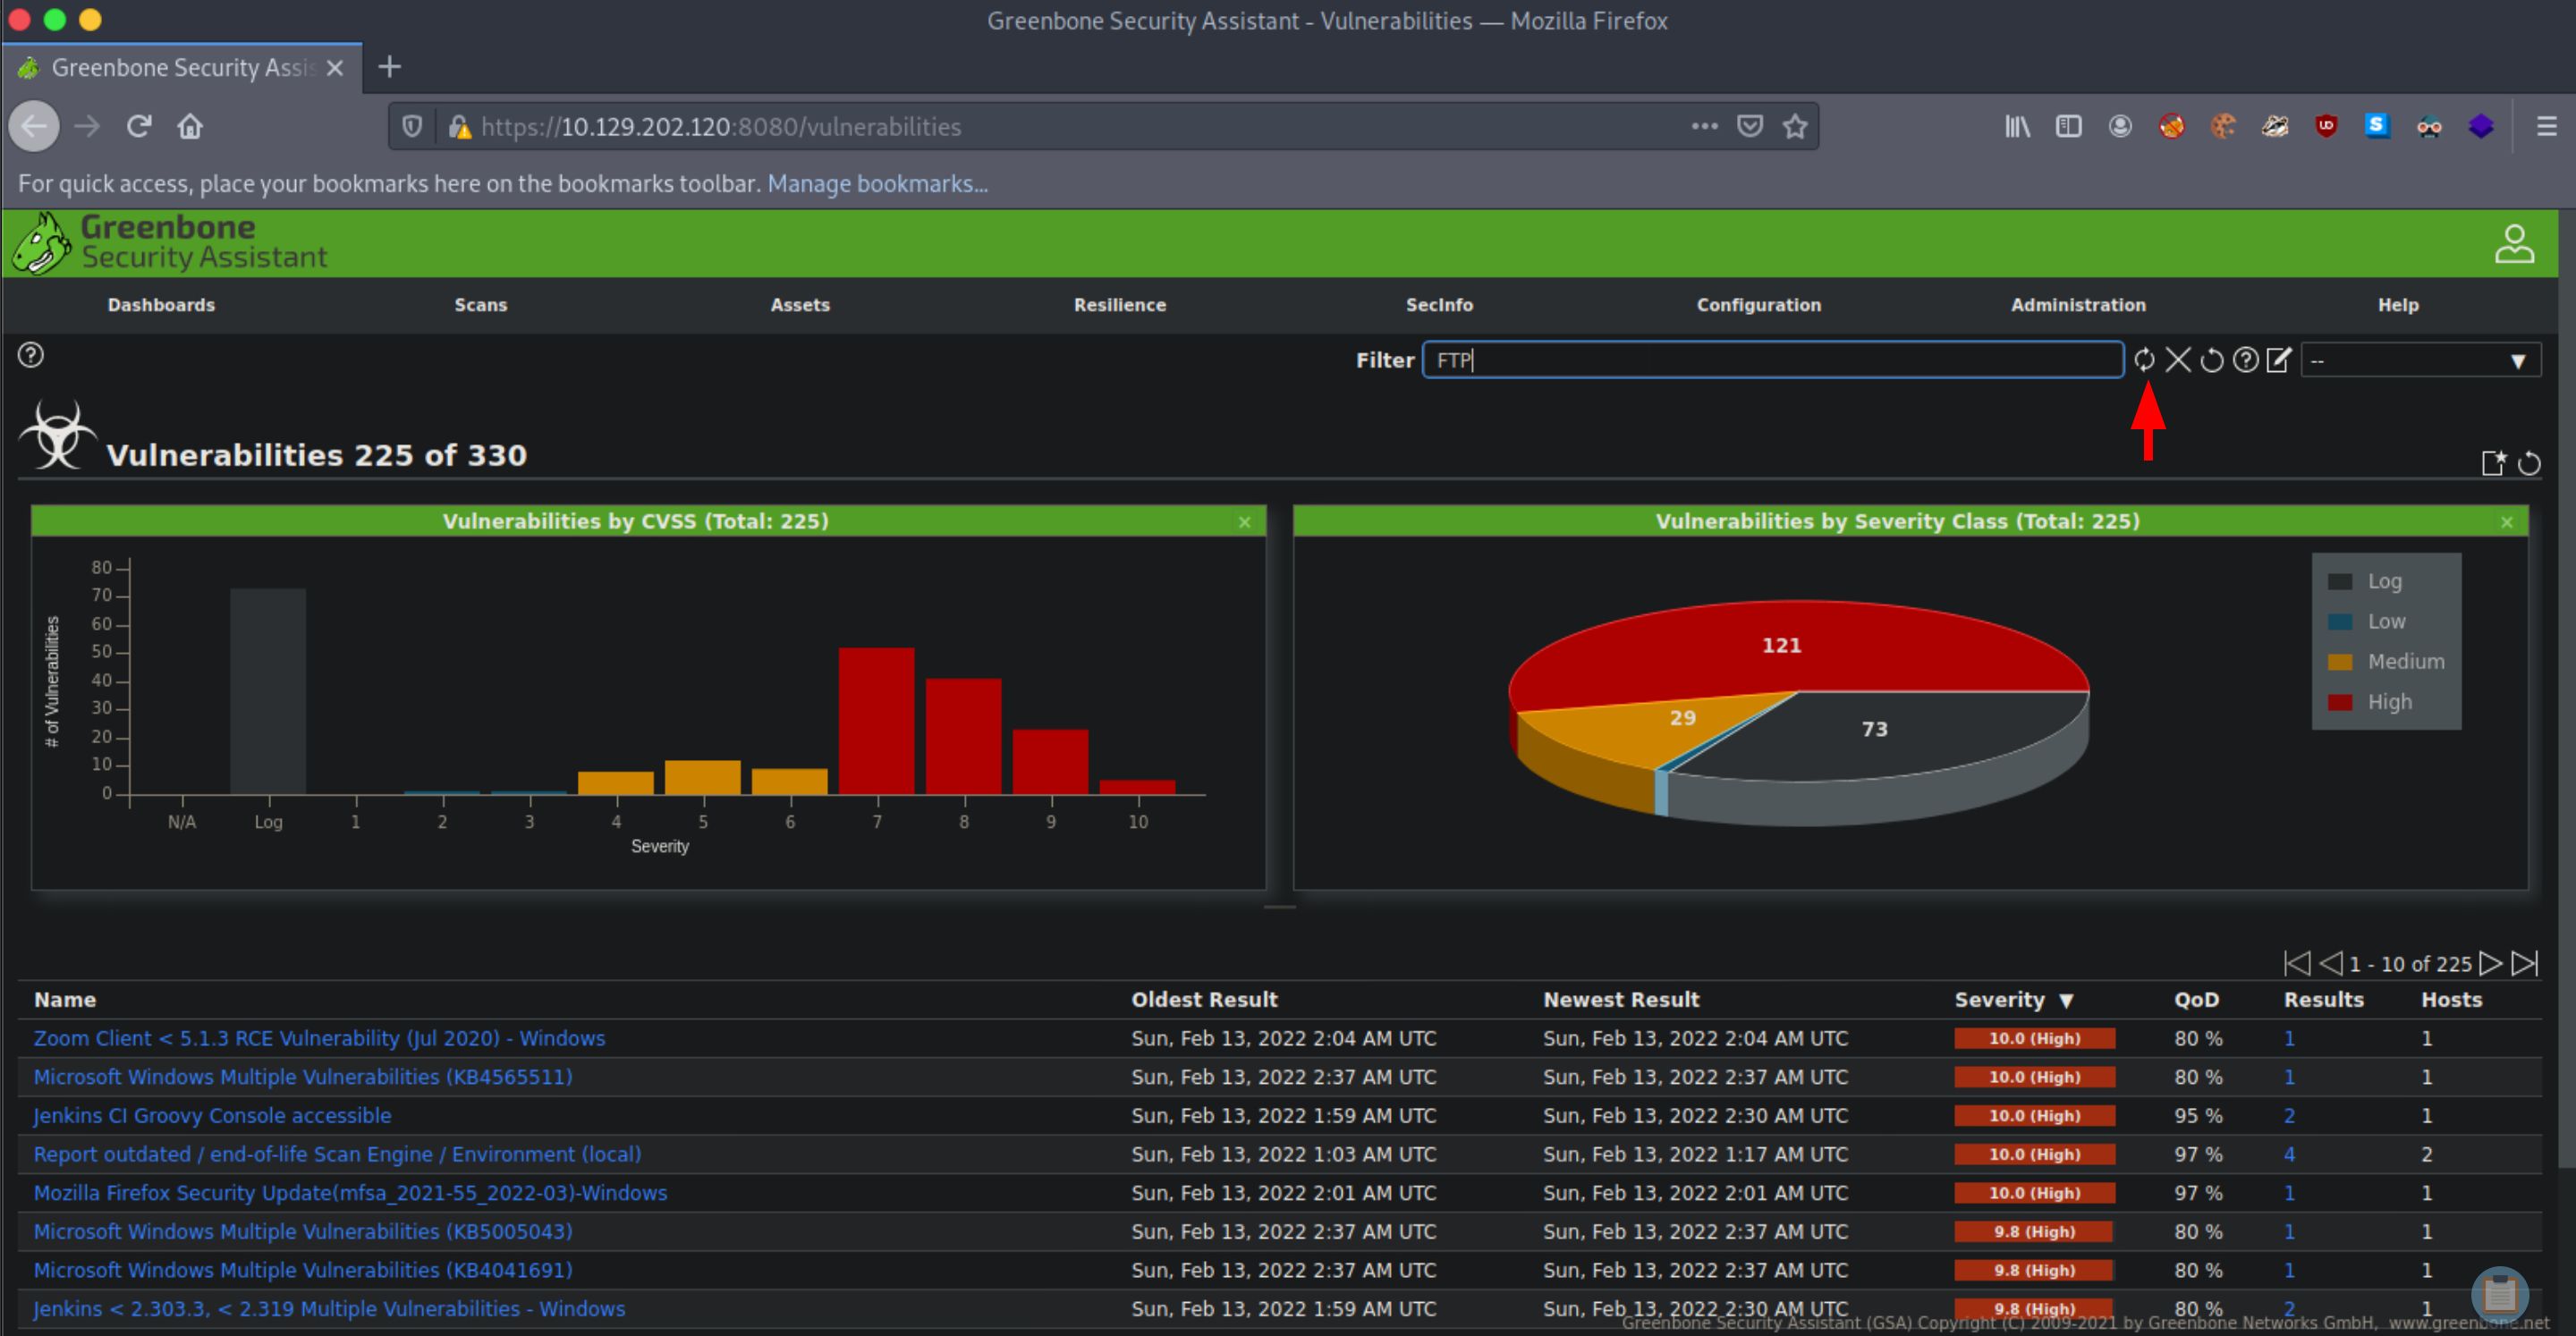 Greenbone Security Assistant - Vulnerabilities — Mozilla Firefox
Greenbone Security Assis
https://10.129.202.120:8080/vulnerabilities
For quick access, place your bookmarks here on the bookmarks toolbar. Manage bookmarks...
Greenbone
Security Assistant
Dashboards Scans Assets Resilience SecInfo Configuration Administration Help
Filter FTP --
Vulnerabilities 225 of 330
Vulnerabilities by CVSS (Total: 225)
80
70
60
50
40
30
20
10
0
# of Vulnerabilities
N/A Log 1 2 3 4 5 6 7 8 9 10
Severity
Vulnerabilities by Severity Class (Total: 225)
121
29
73
Log
Low
Medium
High
1 - 10 of 225
Name Oldest Result Newest Result Severity ▼ QoD Results Hosts
Zoom Client < 5.1.3 RCE Vulnerability (Jul 2020) - Windows Sun, Feb 13, 2022 2:04 AM UTC Sun, Feb 13, 2022 2:04 AM UTC 10.0 (High) 80 % 1 1
Microsoft Windows Multiple Vulnerabilities (KB4565511) Sun, Feb 13, 2022 2:37 AM UTC Sun, Feb 13, 2022 2:37 AM UTC 10.0 (High) 80 % 1 1
Jenkins CI Groovy Console accessible Sun, Feb 13, 2022 1:59 AM UTC Sun, Feb 13, 2022 2:30 AM UTC 10.0 (High) 95 % 2 1
Report outdated / end-of-life Scan Engine / Environment (local) Sun, Feb 13, 2022 1:03 AM UTC Sun, Feb 13, 2022 1:17 AM UTC 10.0 (High) 97 % 4 2
Mozilla Firefox Security Update(mfsa_2021-55_2022-03)-Windows Sun, Feb 13, 2022 2:01 AM UTC Sun, Feb 13, 2022 2:01 AM UTC 10.0 (High) 97 % 1 1
Microsoft Windows Multiple Vulnerabilities (KB5005043) Sun, Feb 13, 2022 2:37 AM UTC Sun, Feb 13, 2022 2:37 AM UTC 9.8 (High) 80 % 1 1
Microsoft Windows Multiple Vulnerabilities (KB4041691) Sun, Feb 13, 2022 2:37 AM UTC Sun, Feb 13, 2022 2:37 AM UTC 9.8 (High) 80 % 1 1
Jenkins < 2.303.3, < 2.319 Multiple Vulnerabilities - Windows Sun, Feb 13, 2022 1:59 AM UTC Sun, Feb 13, 2022 2:30 AM UTC 9.8 (High) 80 % 2 1
Greenbone Security Assistant (GSA) Copyright (C) 2009-2021 by Greenbone Networks GmbH, www.greenbone.net